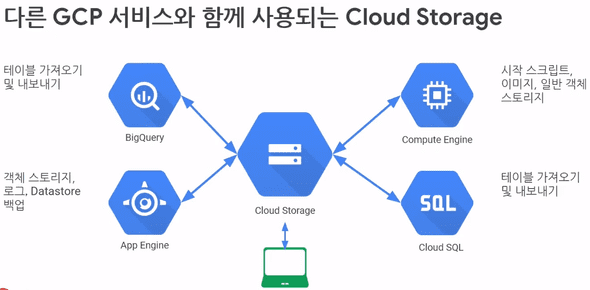 다른 GCP 서비스와 함께 사용되는 Cloud Storage
테이블 가져오기
및 내보내기
BigQuery
시작 스크립트,
이미지, 일반 객체
스토리지
Compute Engine
Cloud Storage
객체 스토리지,
로그, Datastore
백업
App Engine
테이블 가져오기
및 내보내기
SQL
Cloud SQL